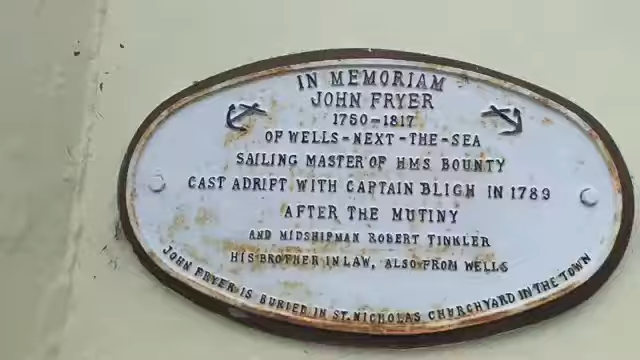 IN MEMORIAM
JOHN FRYER
1750-1817
OF WELLS-NEXT-THE-SEA
SAILING MASTER OF HMS BOUNTY
CAST ADRIFT WITH CAPTAIN BLIGH IN 1789
AFTER THE MUTINY
AND MIDSHIPMAN ROBERT TINKLER
HIS BROTHER IN LAW, ALSO FROM WELLS
JOHN FRYER IS BURIED IN ST. NICHOLAS CHURCHYARD IN THE TOWN